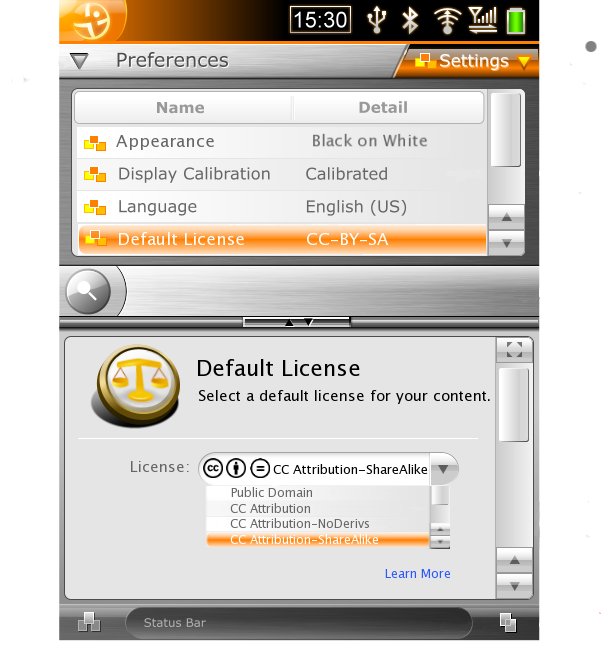 15:30
Preferences Settings
Name Detail
Appearance Black on White
Display Calibration Calibrated
Language English (US)
Default License CC-BY-SA
Default License
Select a default license for your content.
License: cc = CC Attribution-ShareAlike
Public Domain
CC Attribution
CC Attribution-NoDerivs
CC Attribution-ShareAlike
Learn More
Status Bar